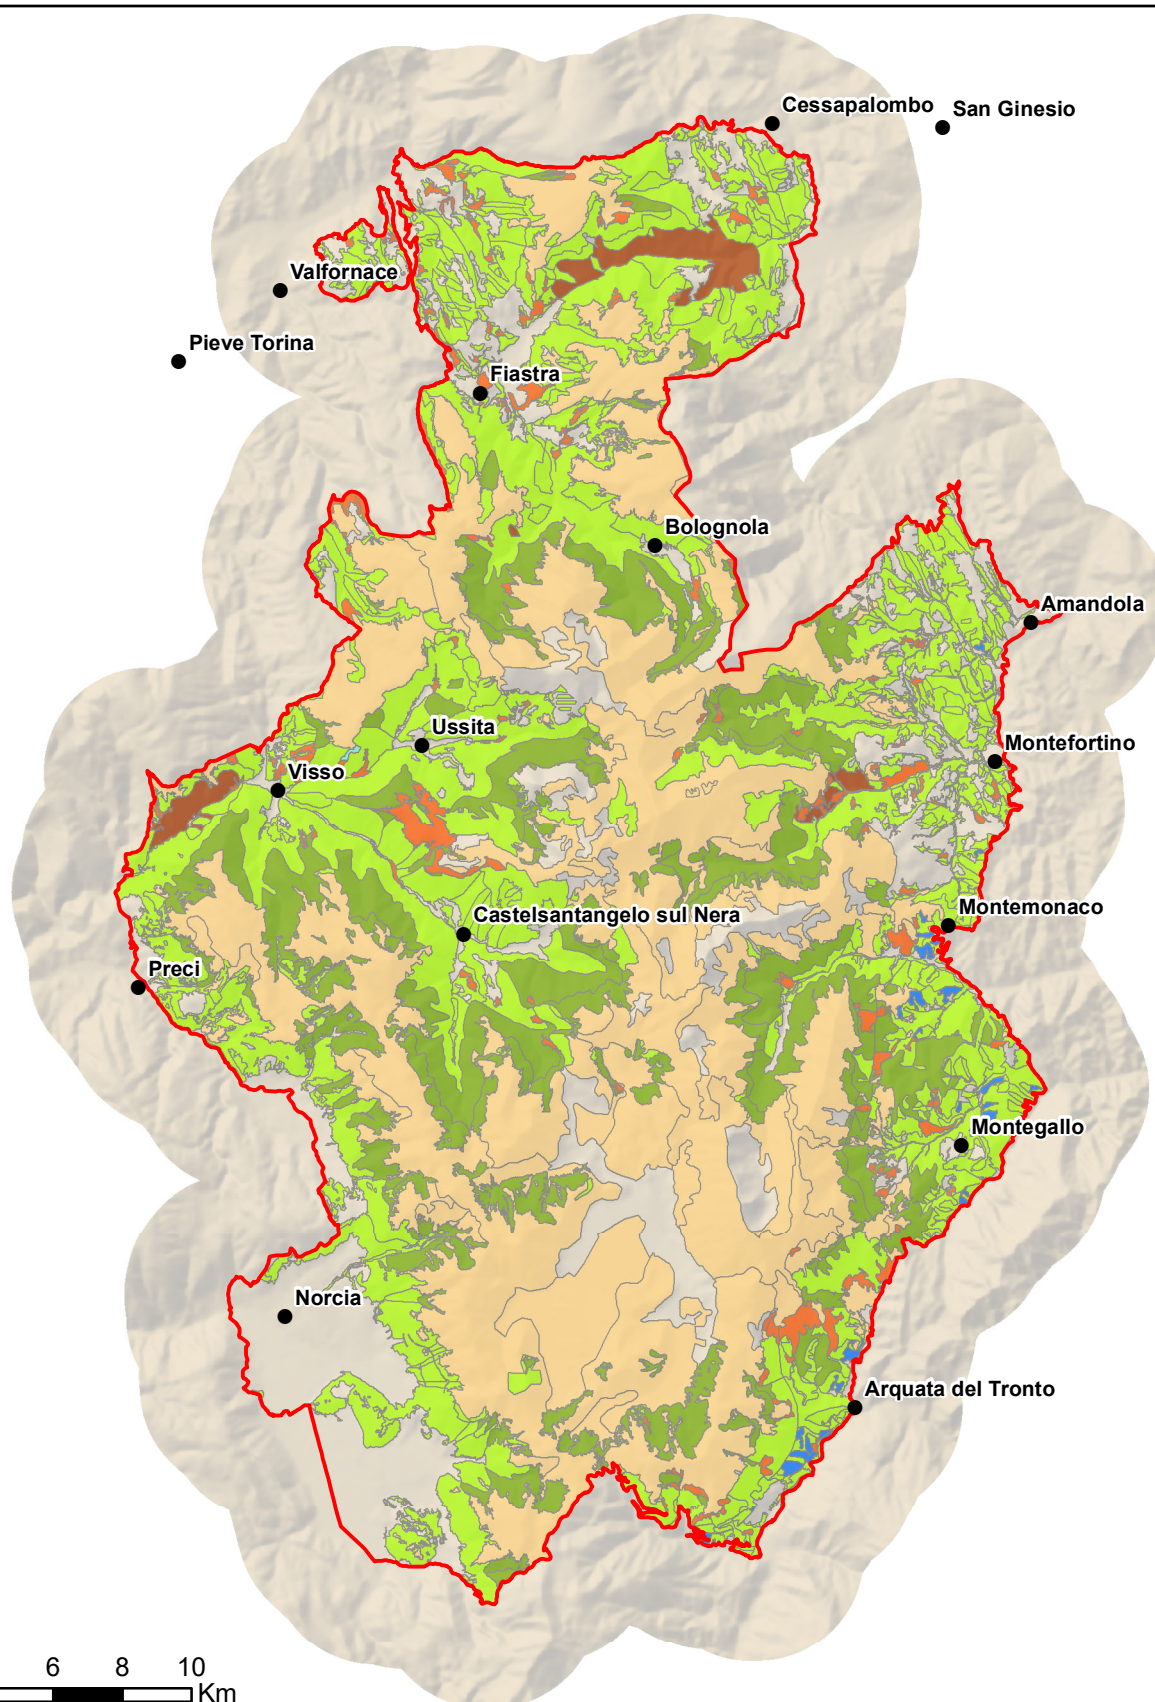 Cessapalombo
San Ginesio
Valfornace
Pieve Torina
Fiastra
Bolognola
Amandola
Ussita
Montefortino
Visso
Montemonaco
Castelsantangelo sul Nera
Preci
Montegallo
Norcia
Arquata del Tronto
6 8 10
Km